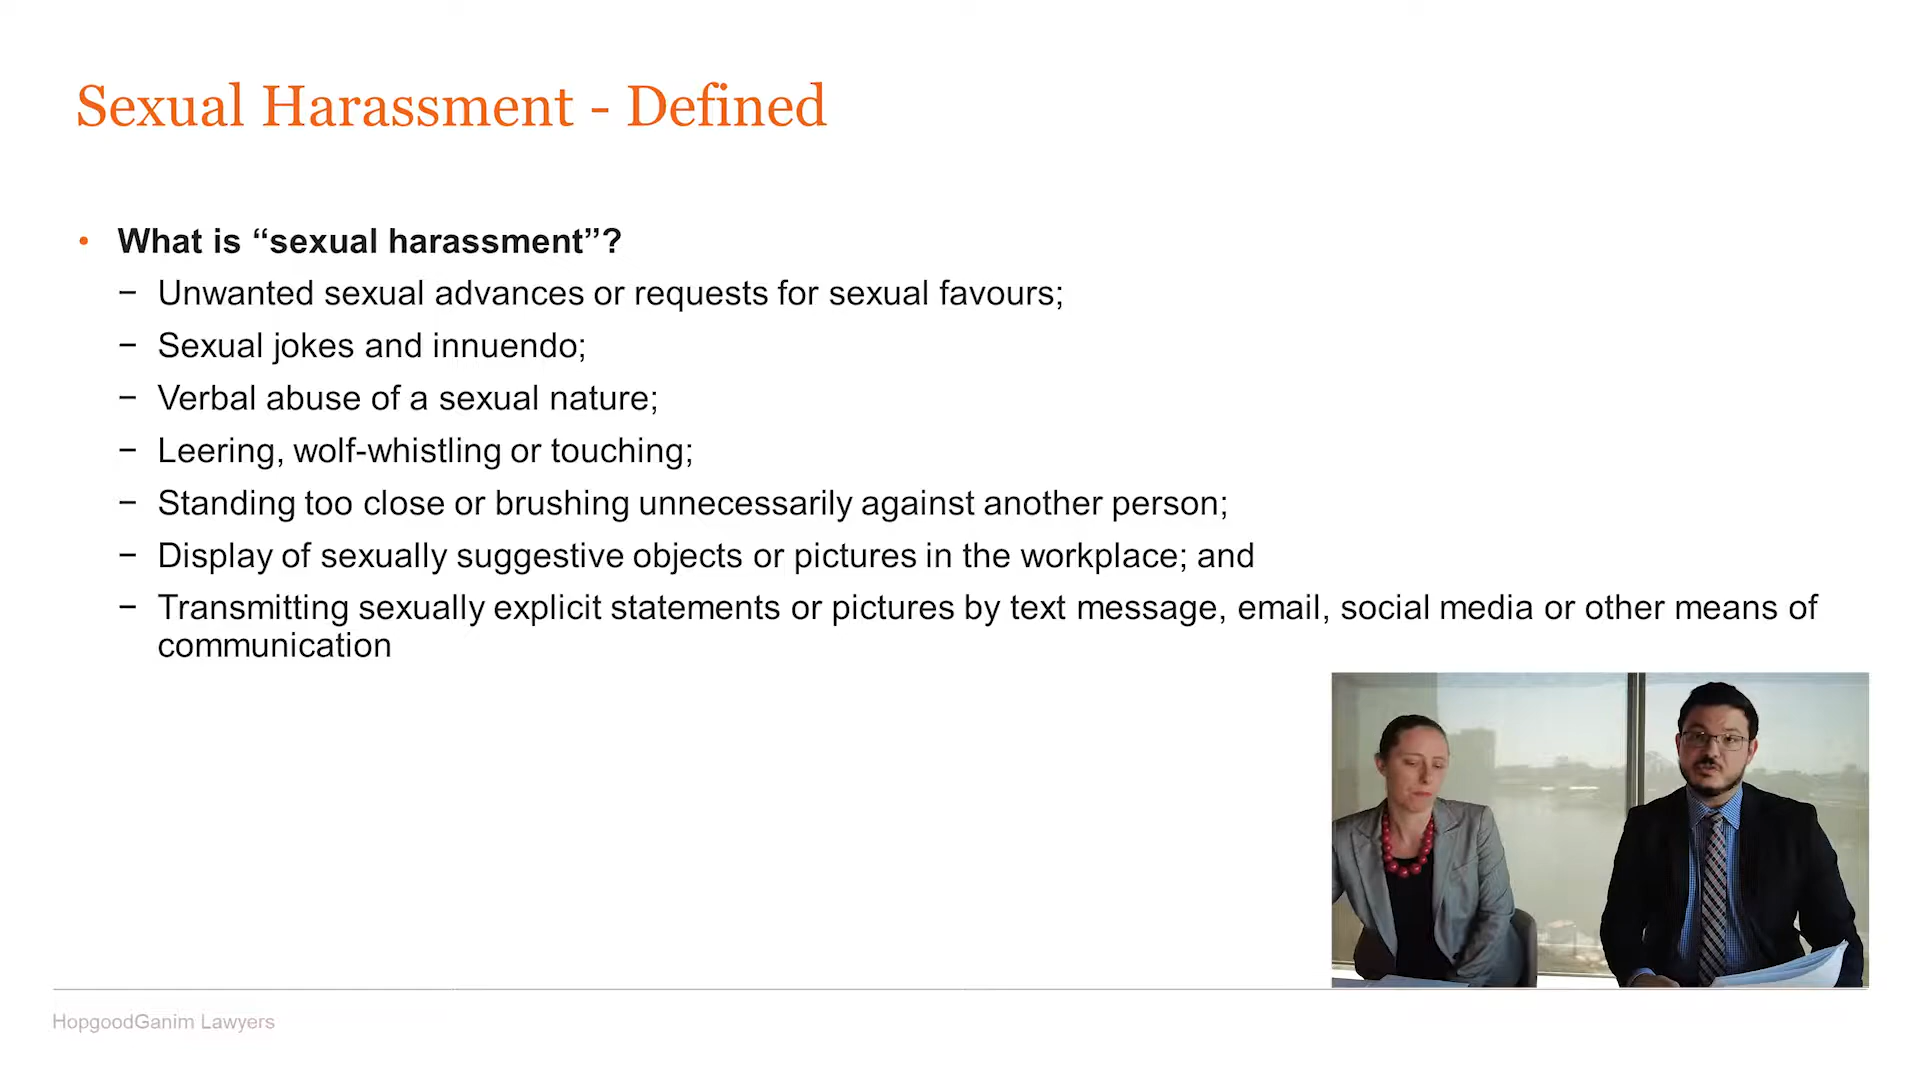 Sexual Harassment - Defined
• What is “sexual harassment”?
− Unwanted sexual advances or requests for sexual favours;
− Sexual jokes and innuendo;
− Verbal abuse of a sexual nature;
− Leering, wolf-whistling or touching;
− Standing too close or brushing unnecessarily against another person;
− Display of sexually suggestive objects or pictures in the workplace; and
− Transmitting sexually explicit statements or pictures by text message, email, social media or other means of
communication
HopgoodGanim Lawyers